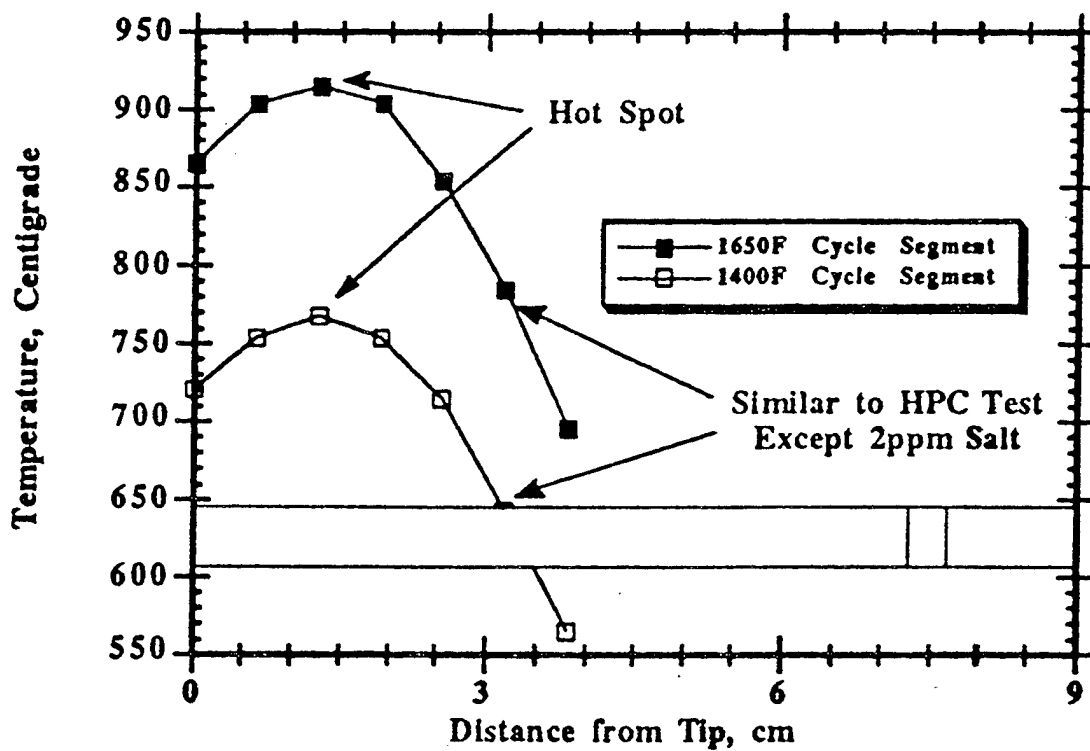 950
900
850
800
750
700
650
600
550
Temperature, Centigrade
Hot Spot
1650F Cycle Segment
1400F Cycle Segment
Similar to HPC Test
Except 2ppm Salt
0
3
6
9
Distance from Tip, cm